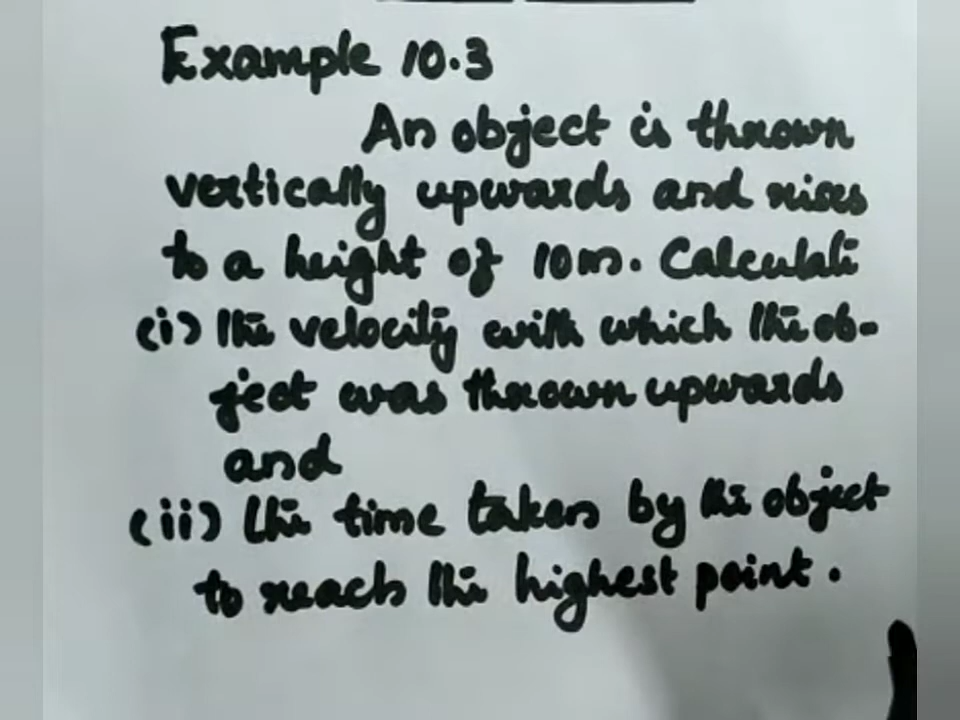 Example 10.3
An object is thrown
vertically upwards and rises
to a height of 10m. Calculate
(i) the velocity with which the ob-
ject was thrown upwards
and
(ii) the time taken by the object
to reach the highest point.